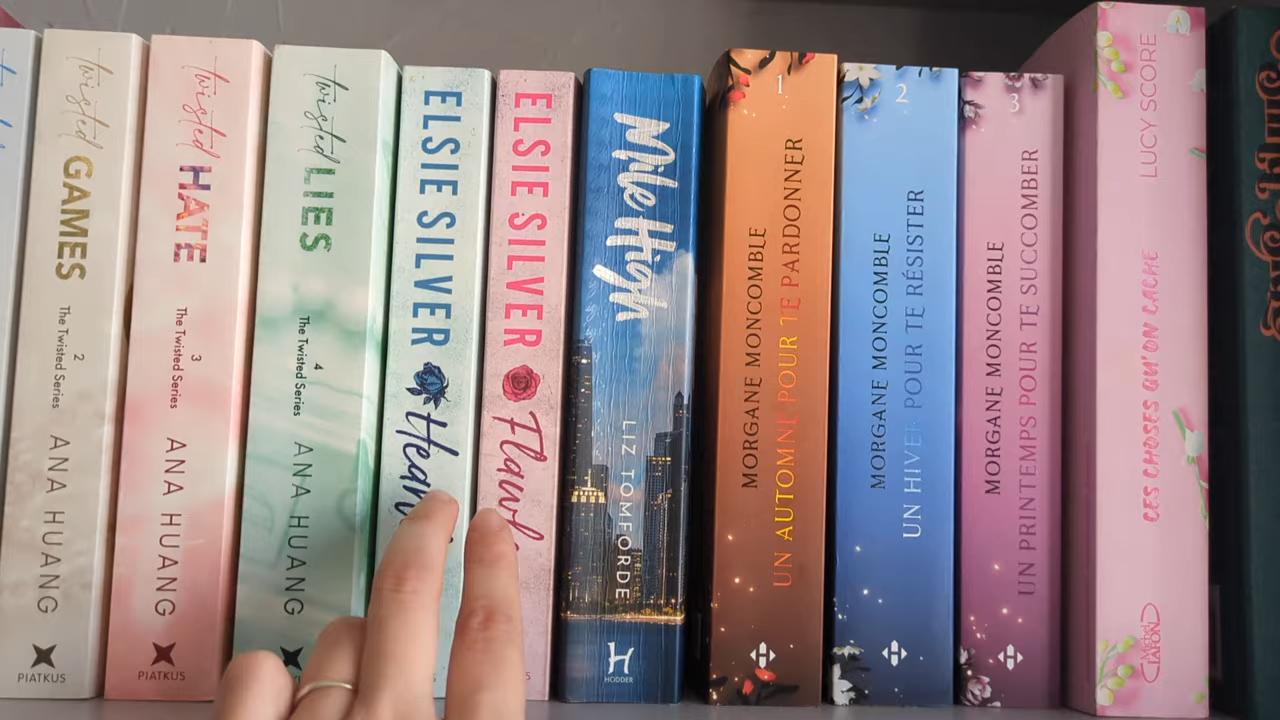 twisted GAMES
2
The Twisted Series
ANA HUANG
PIATKUS
twisted HATE
3
The Twisted Series
ANA HUANG
PIATKUS
twisted LIES
4
The Twisted Series
ANA HUANG
ELSIE SILVER
ELSIE SILVER
Mile High
LIZ TOMFORDE
H
HODDER
1
MORGANE MONCOMBLE
UN AUTOMNE POUR TE PARDONNER
2
MORGANE MONCOMBLE
UN HIVER POUR TE RÉSISTER
3
MORGANE MONCOMBLE
UN PRINTEMPS POUR TE SUCCOMBER
LUCY SCORE
CES CHOSES QU'ON CACHE